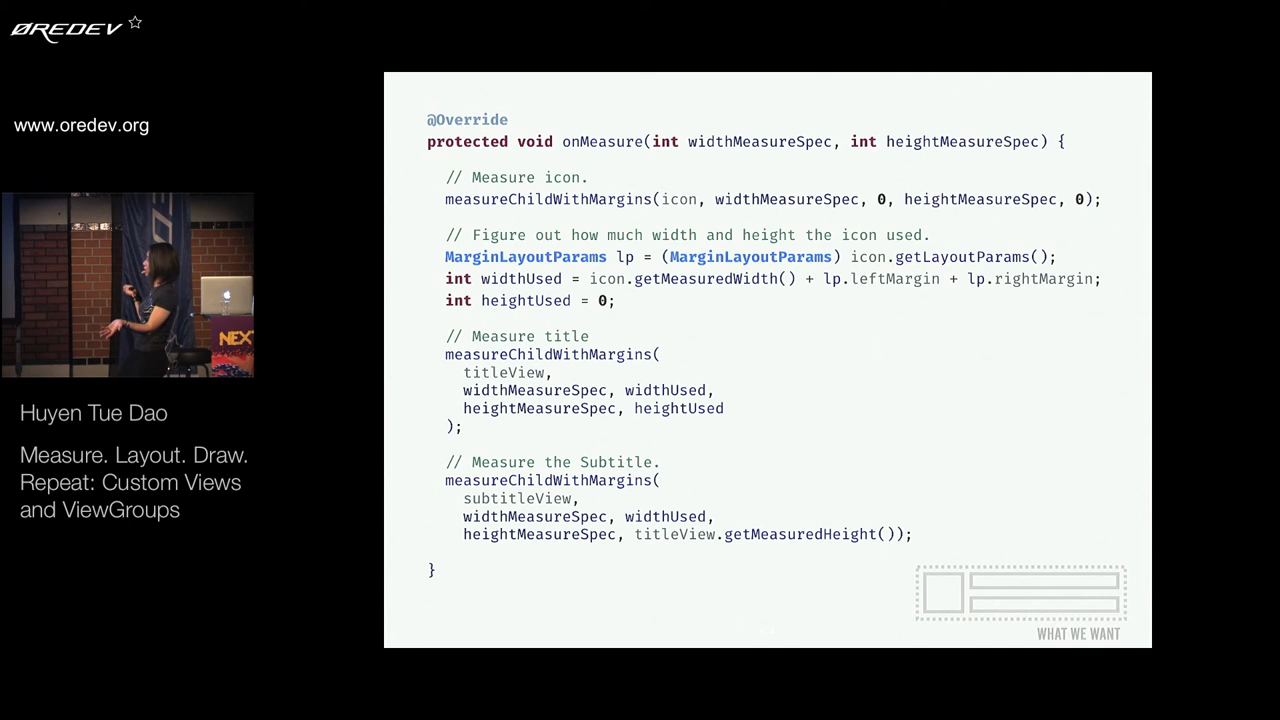 ØREDEV
www.oredev.org
NEX
Huyen Tue Dao
Measure. Layout. Draw.
Repeat: Custom Views
and ViewGroups
@Override
protected void onMeasure(int widthMeasureSpec, int heightMeasureSpec) {
// Measure icon.
measureChildWithMargins(icon, widthMeasureSpec, 0, heightMeasureSpec, 0);
// Figure out how much width and height the icon used.
MarginLayoutParams lp = (MarginLayoutParams) icon.getLayoutParams();
int widthUsed = icon.getMeasuredWidth() + lp.leftMargin + lp.rightMargin;
int heightUsed = 0;
// Measure title
measureChildWithMargins(
titleView,
widthMeasureSpec, widthUsed,
heightMeasureSpec, heightUsed
);
// Measure the Subtitle.
measureChildWithMargins(
subtitleView,
widthMeasureSpec, widthUsed,
heightMeasureSpec, titleView.getMeasuredHeight());
}
WHAT WE WANT